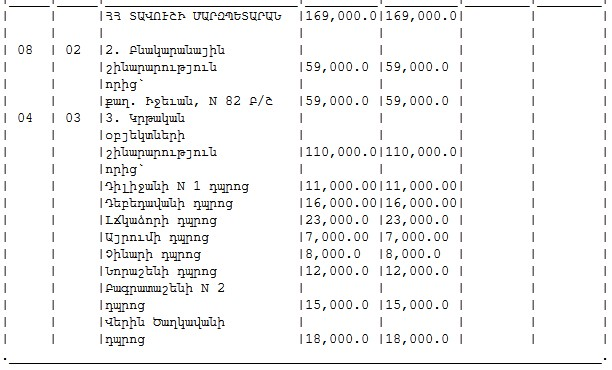 ՀՀ ՏԱՎՈՒՇԻ ՄԱՐԶՊԵՏԱՐԱՆ |169,000.0|169,000.0|
08 | 02 |2. Բնակարանային
շինարարություն |59,000.0 |59,000.0 |
որից՝
քաղ. Իջեւան, N 82 Բ/Շ |59,000.0 |59,000.0 |
04 | 03 |3. Կրթական
օբյեկտների
շինարարություն |110,000.0|110,000.0|
որից՝
Դիլիջանի N 1 դպրոց |11,000.00|11,000.00|
Դեբեդավանի դպրոց |16,000.00|16,000.00|
Լճկաձորի դպրոց |23,000.0 |23,000.0 |
Այրումի դպրոց |7,000.00 |7,000.00 |
Չինարի դպրոց |8,000.0 |8,000.0 |
Նորաշենի դպրոց |12,000.0 |12,000.0 |
Բագրատաշենի N 2
դպրոց |15,000.0 |15,000.0 |
Վերին Ծաղկավանի
դպրոց |18,000.0 |18,000.0 |